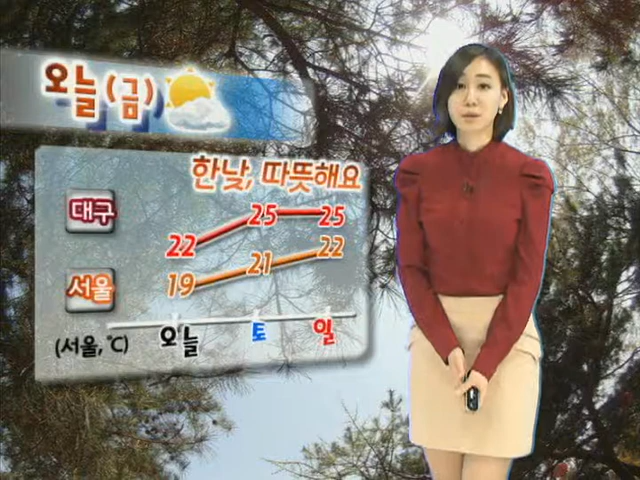 오늘 (금)
한낮, 따뜻해요
대구 22 25 25
서울 19 21 22
(서울, ℃) 오늘 토 일